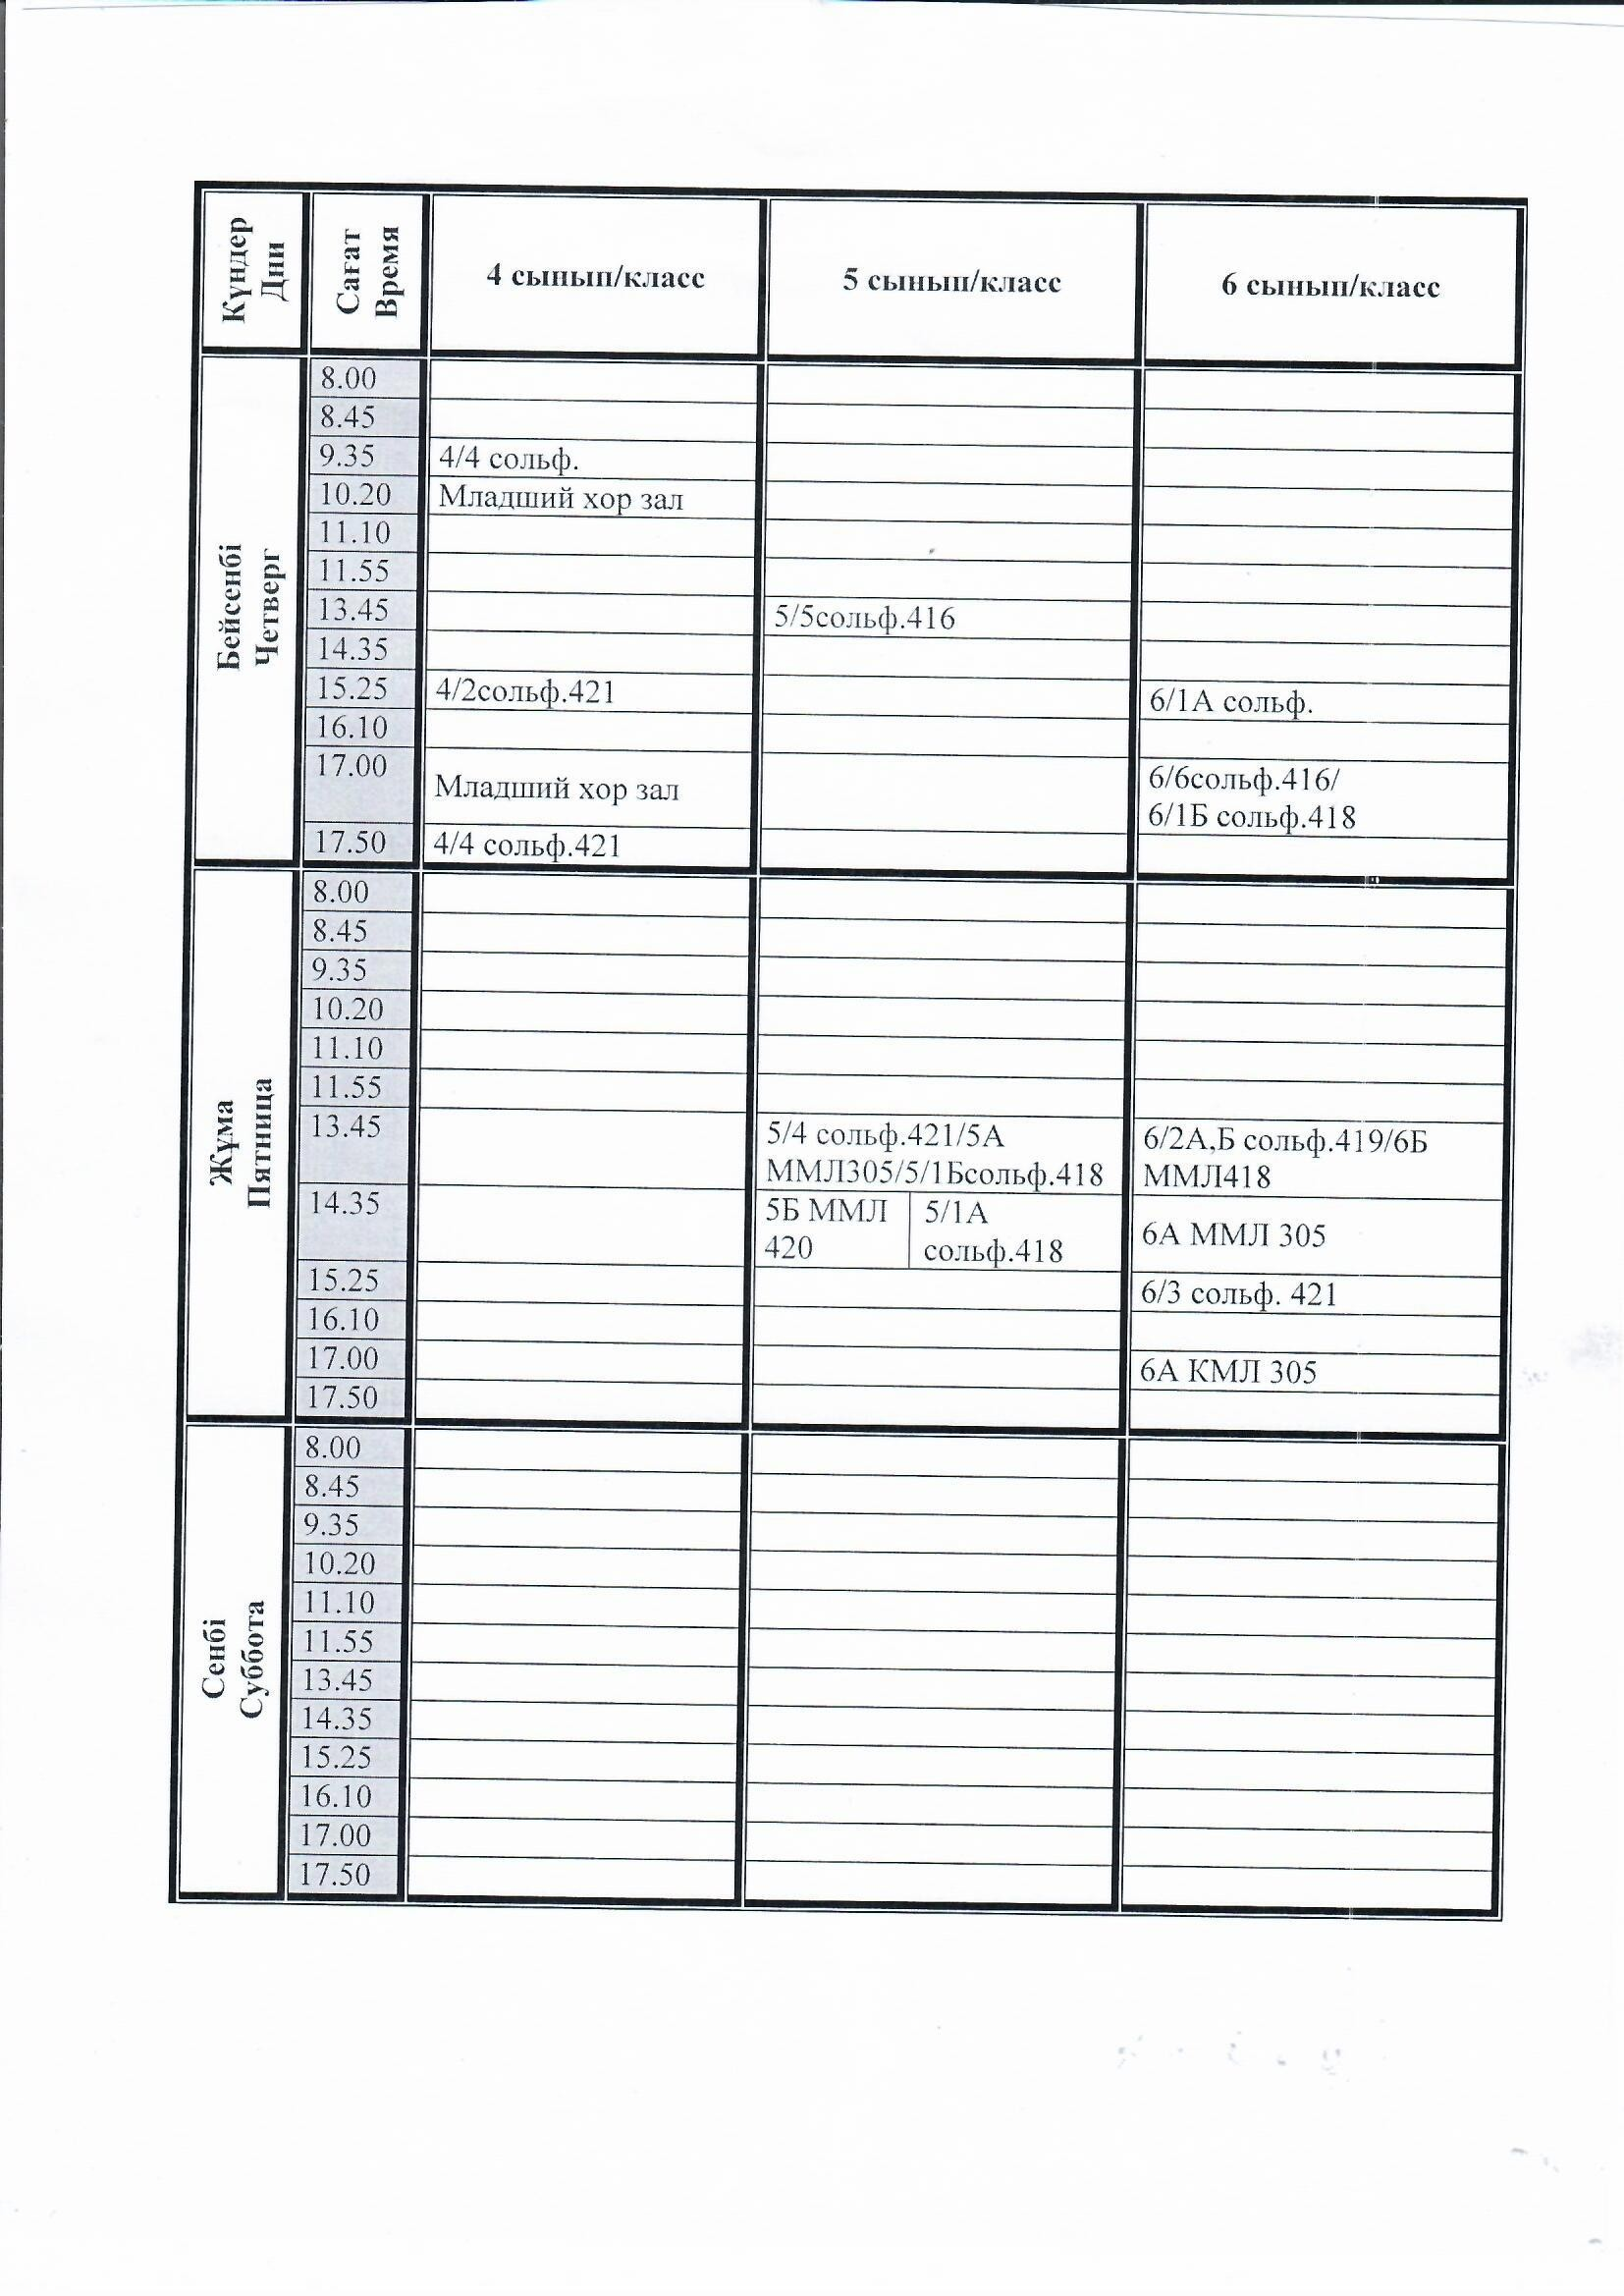 Күндер
Дни
Сағат
Время
4 сынып/класс
5 сынып/класс
6 сынып/класс
Бейсенбі
Четверг
8.00
8.45
9.35
4/4 сольф.
10.20
Младший хор зал
11.10
11.55
13.45
5/5сольф.416
14.35
15.25
4/2сольф.421
6/1А сольф.
16.10
17.00
Младший хор зал
6/6сольф.416/
6/1Б сольф.418
17.50
4/4 сольф.421
Жұма
Пятница
8.00
8.45
9.35
10.20
11.10
11.55
13.45
5/4 сольф.421/5А
ММЛ305/5/1Бсольф.418
6/2А,Б сольф.419/6Б
ММЛ418
14.35
5Б ММЛ
420
5/1А
сольф.418
6А ММЛ 305
15.25
6/3 сольф. 421
16.10
17.00
6А КМЛ 305
17.50
Сенбі
Суббота
8.00
8.45
9.35
10.20
11.10
11.55
13.45
14.35
15.25
16.10
17.00
17.50